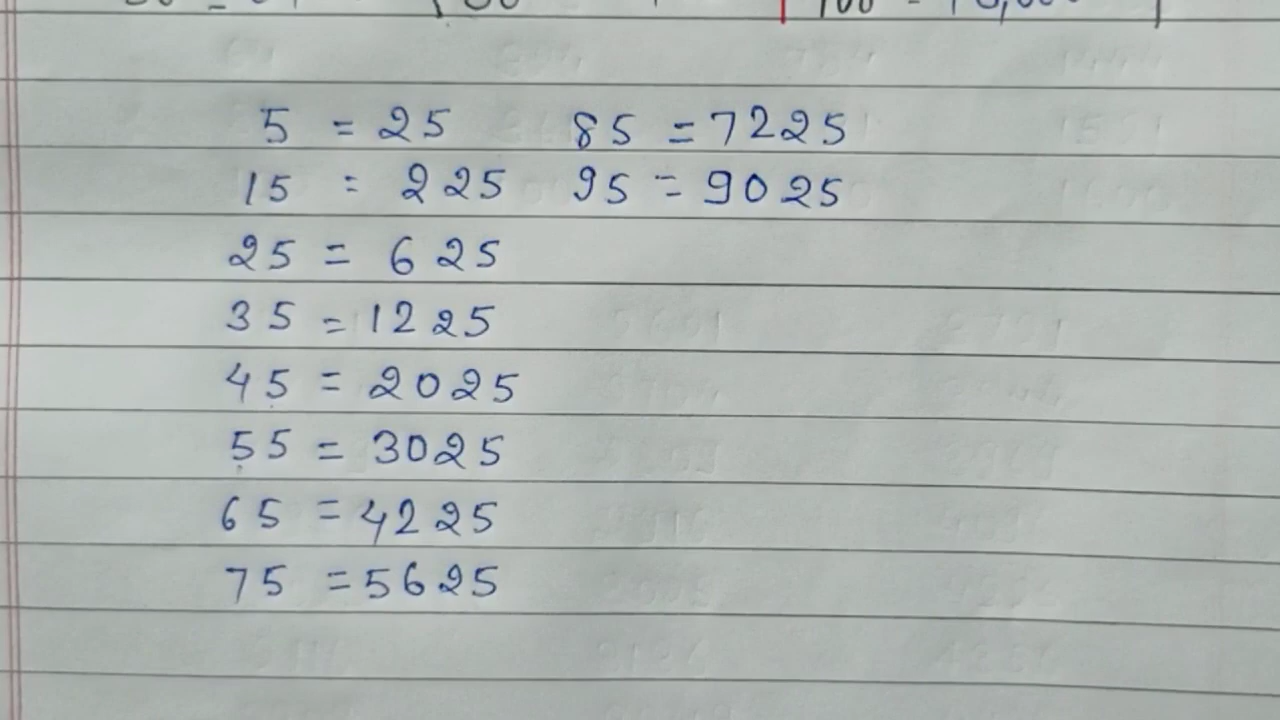 5 = 25 85 = 7225
15 = 225 95 = 9025
25 = 625
35 = 1225
45 = 2025
55 = 3025
65 = 4225
75 = 5625